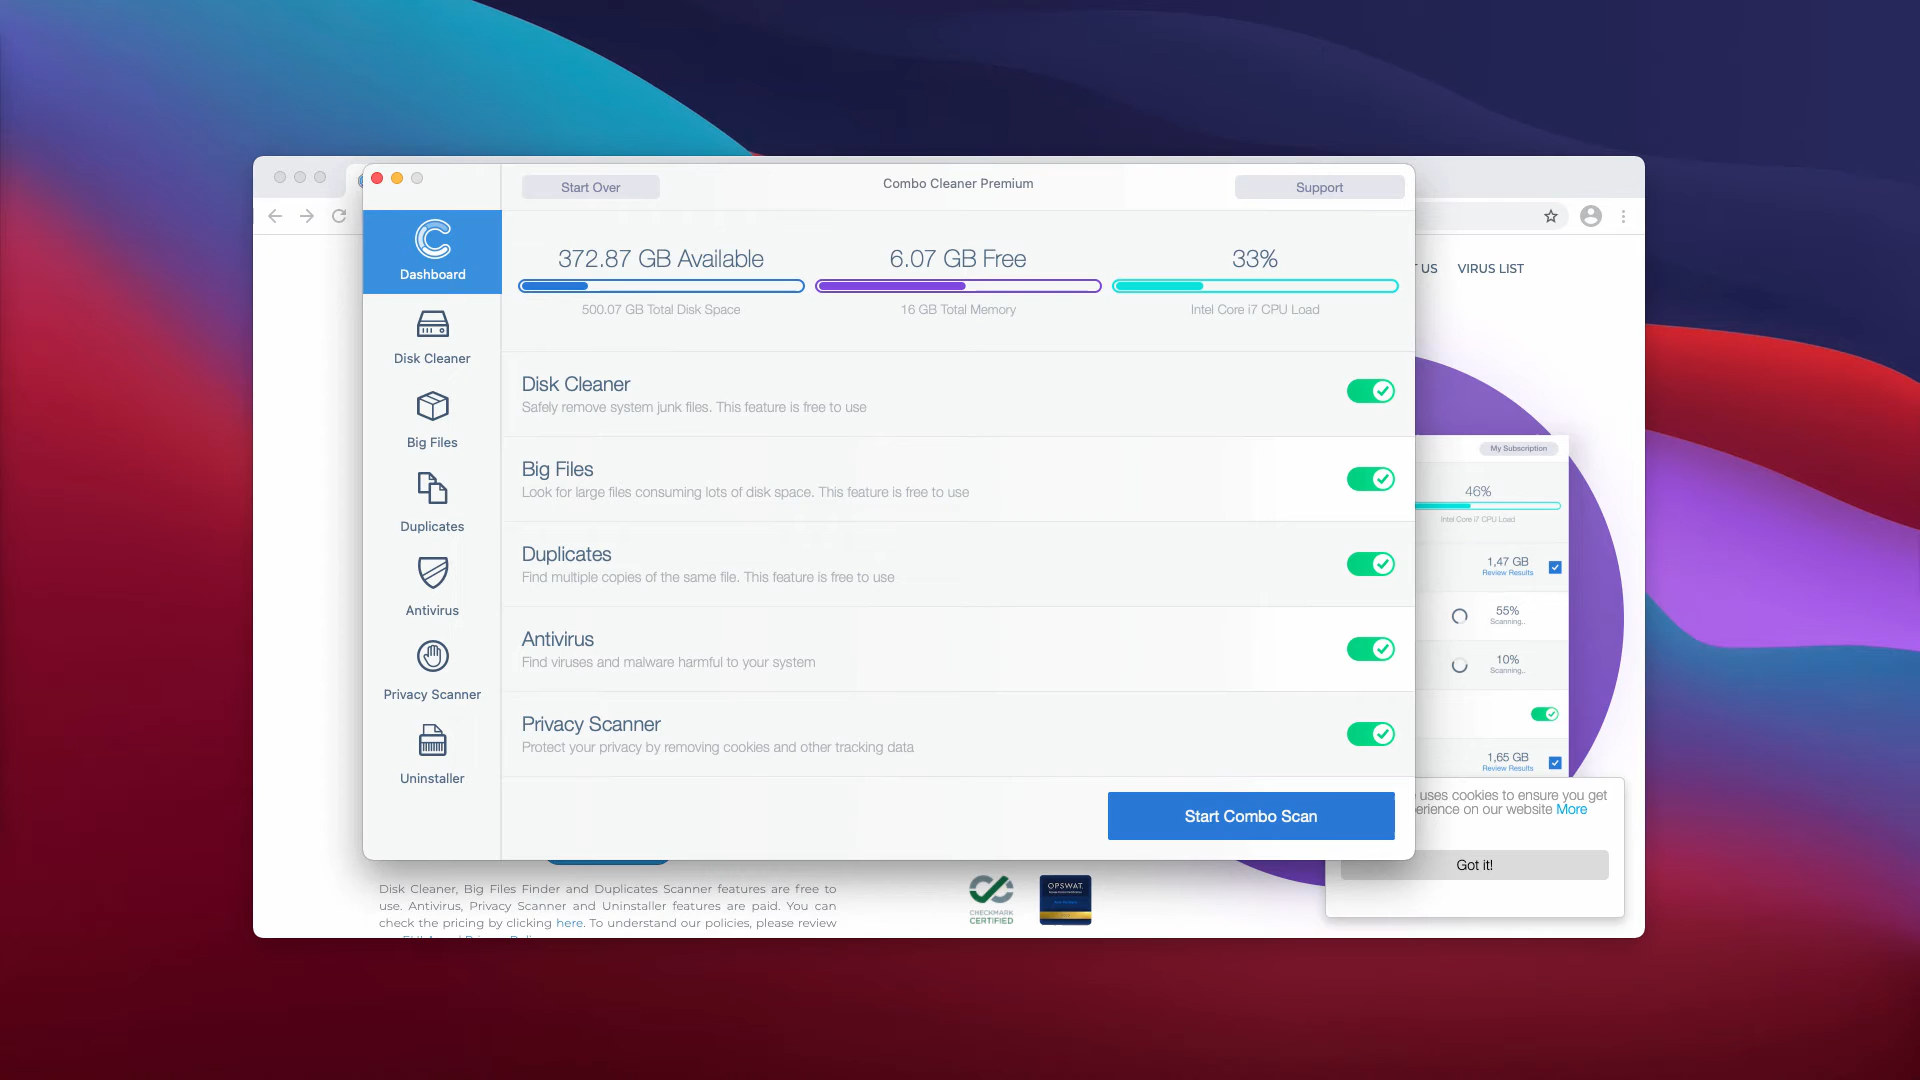 Start Over
Combo Cleaner Premium
Support
Dashboard
Disk Cleaner
Big Files
Duplicates
Antivirus
Privacy Scanner
Uninstaller
372.87 GB Available
500.07 GB Total Disk Space
6.07 GB Free
16 GB Total Memory
33%
Intel Core i7 CPU Load
Disk Cleaner
Safely remove system junk files. This feature is free to use
Big Files
Look for large files consuming lots of disk space. This feature is free to use
Duplicates
Find multiple copies of the same file. This feature is free to use
Antivirus
Find viruses and malware harmful to your system
Privacy Scanner
Protect your privacy by removing cookies and other tracking data
Start Combo Scan
US
VIRUS LIST
My Subscription
46%
Intel Core i7 CPU Load
1,47 GB
Review Results
55%
Scanning..
10%
Scanning..
1,65 GB
Review Results
uses cookies to ensure you get
erience on our website More
Got it!
Disk Cleaner, Big Files Finder and Duplicates Scanner features are free to
use. Antivirus, Privacy Scanner and Uninstaller features are paid. You can
check the pricing by clicking here. To understand our policies, please review
CHECKMARK
CERTIFIED
OPSWAT.